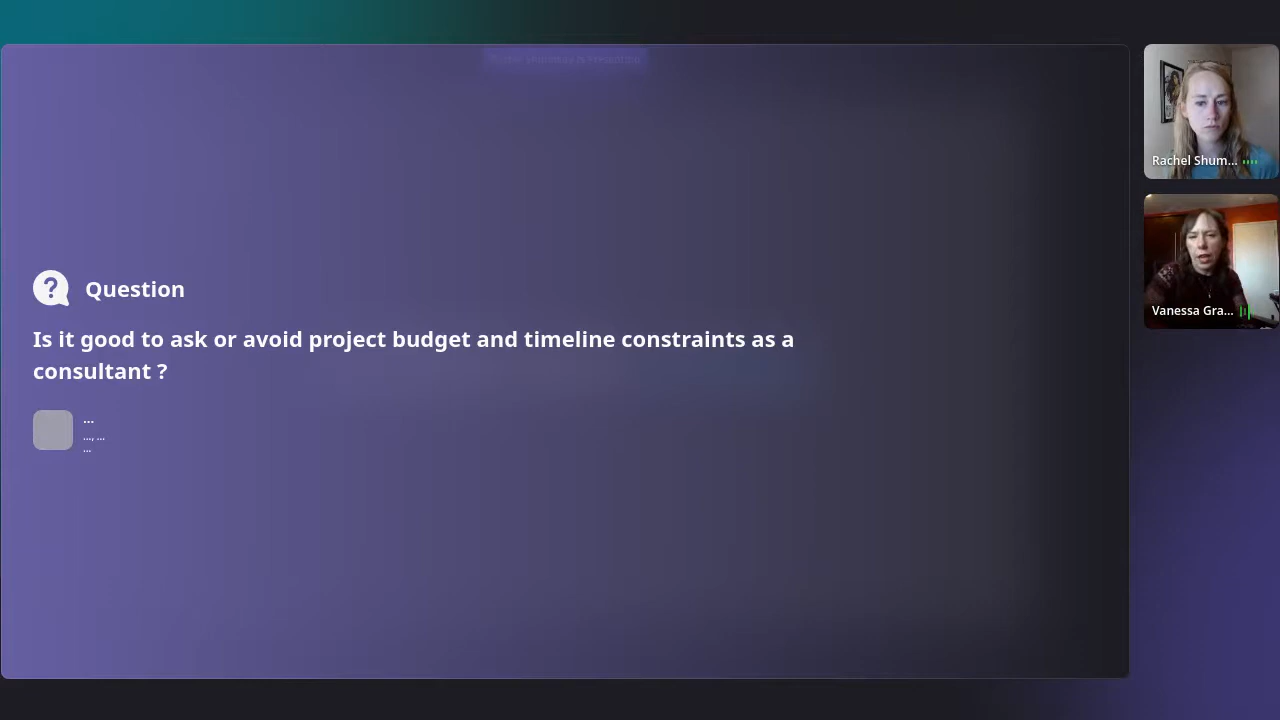 Question
Is it good to ask or avoid project budget and timeline constraints as a
consultant ?
...
..., ...
...
Rachel Shum...
Vanessa Gra...